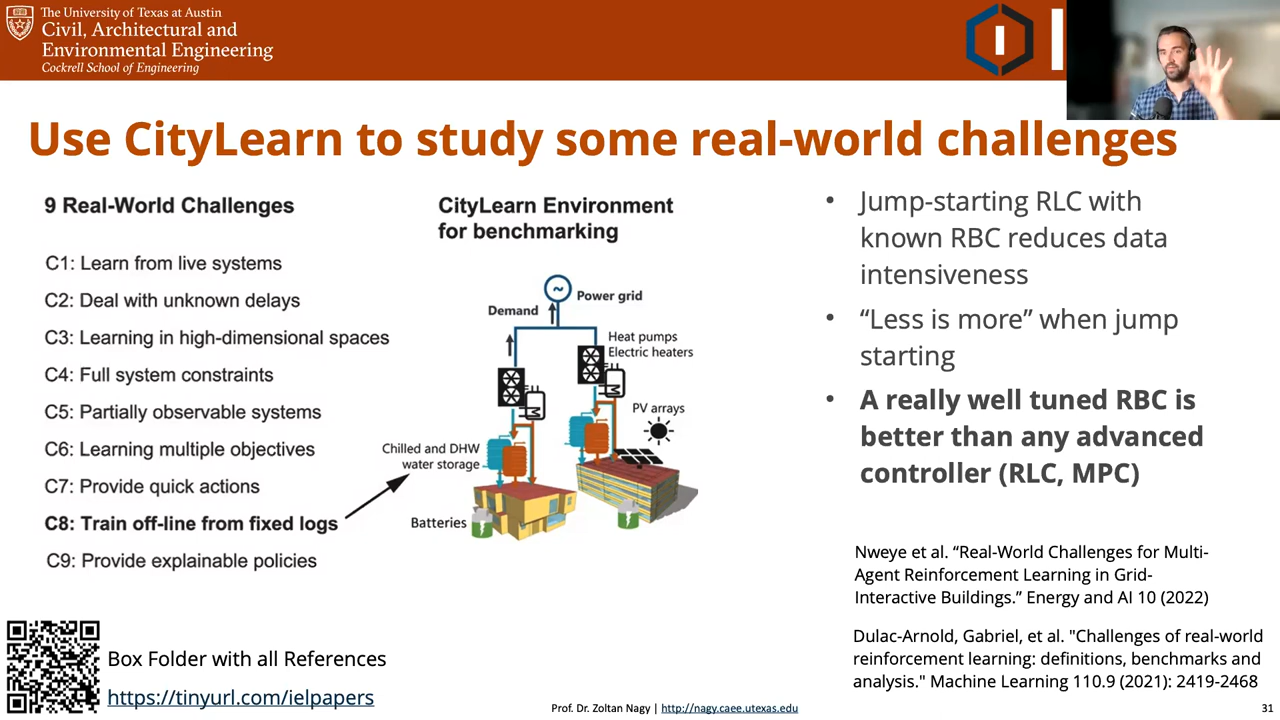 The University of Texas at Austin
Civil, Architectural and
Environmental Engineering
Cockrell School of Engineering
Use CityLearn to study some real-world challenges
9 Real-World Challenges
C1: Learn from live systems
C2: Deal with unknown delays
C3: Learning in high-dimensional spaces
C4: Full system constraints
C5: Partially observable systems
C6: Learning multiple objectives
C7: Provide quick actions
C8: Train off-line from fixed logs
C9: Provide explainable policies
CityLearn Environment
for benchmarking
Power grid
Demand
Heat pumps
Electric heaters
PV arrays
Chilled and DHW
water storage
Batteries
• Jump-starting RLC with
known RBC reduces data
intensiveness
• “Less is more” when jump
starting
• A really well tuned RBC is
better than any advanced
controller (RLC, MPC)
Nweye et al. “Real-World Challenges for Multi-
Agent Reinforcement Learning in Grid-
Interactive Buildings.” Energy and AI 10 (2022)
Dulac-Arnold, Gabriel, et al. "Challenges of real-world
reinforcement learning: definitions, benchmarks and
analysis." Machine Learning 110.9 (2021): 2419-2468
Box Folder with all References
https://tinyurl.com/ielpapers
Prof. Dr. Zoltan Nagy | http://nagy.caee.utexas.edu
31